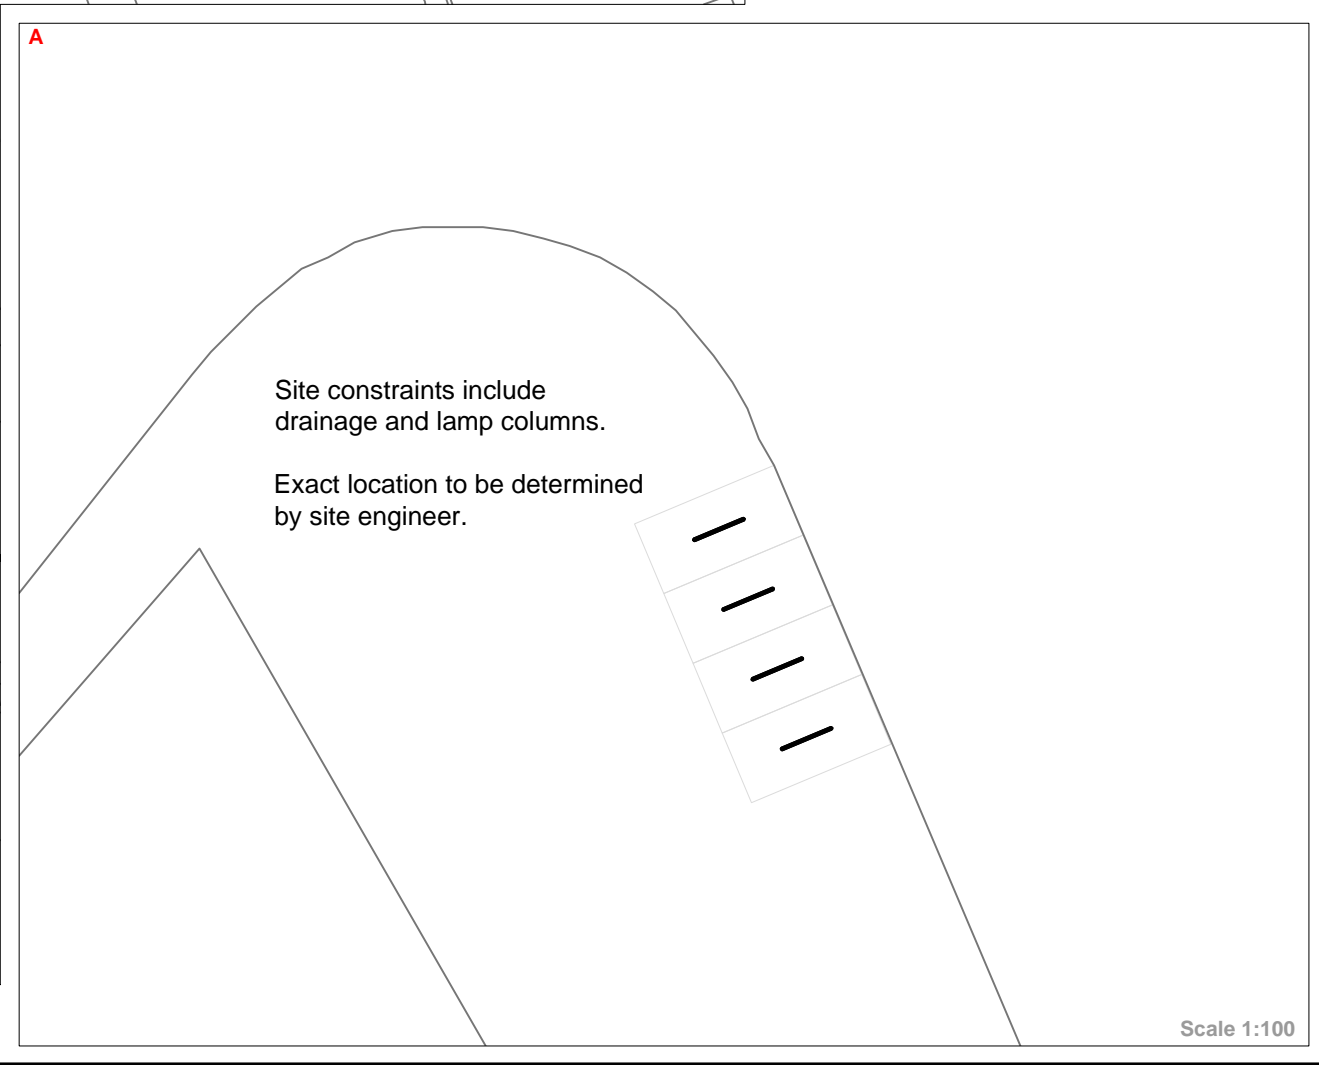 A
Site constraints include
drainage and lamp columns.
Exact location to be determined
by site engineer.
Scale 1:100